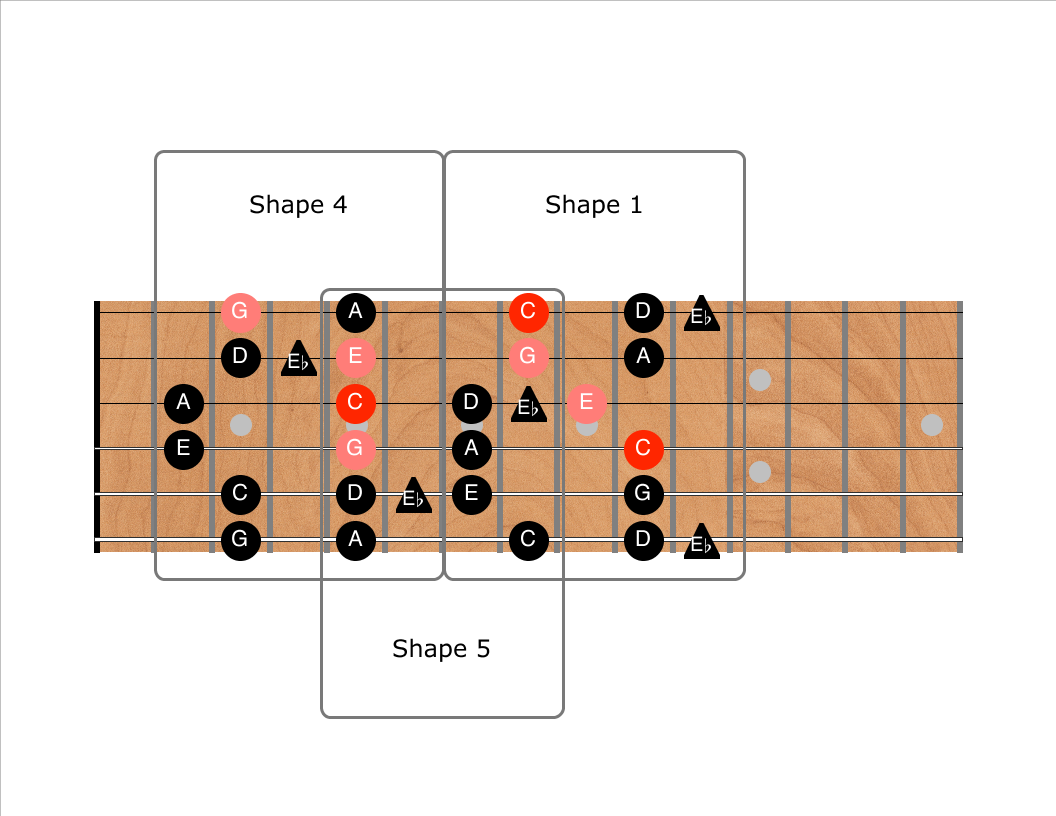 Shape 4 Shape 1
G A C D E♭
D E♭ E G A
A C D E♭ E
E G A C
C D E♭ E G
G A C D E♭
Shape 5